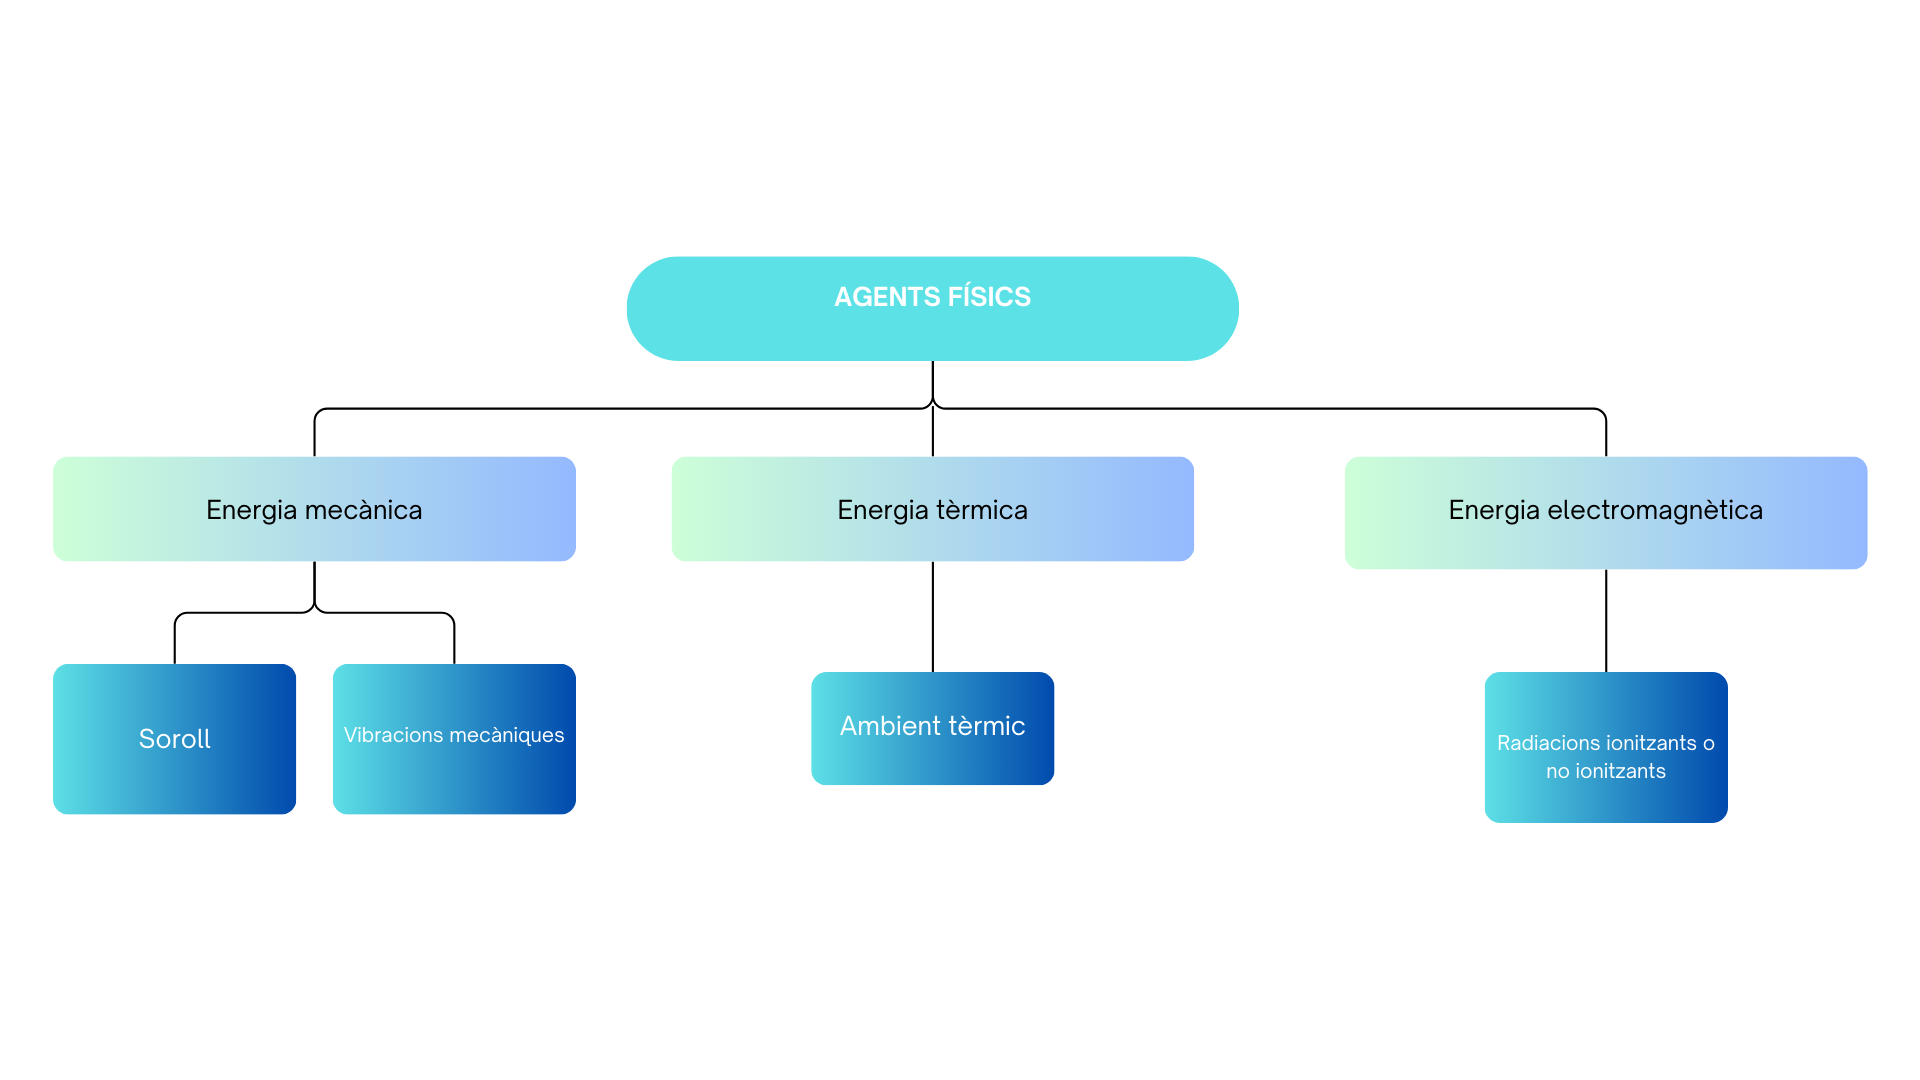 AGENTS FÍSICS
Energia mecànica
Energia tèrmica
Energia electromagnètica
Soroll
Vibracions mecàniques
Ambient tèrmic
Radiacions ionitzants o
no ionitzants